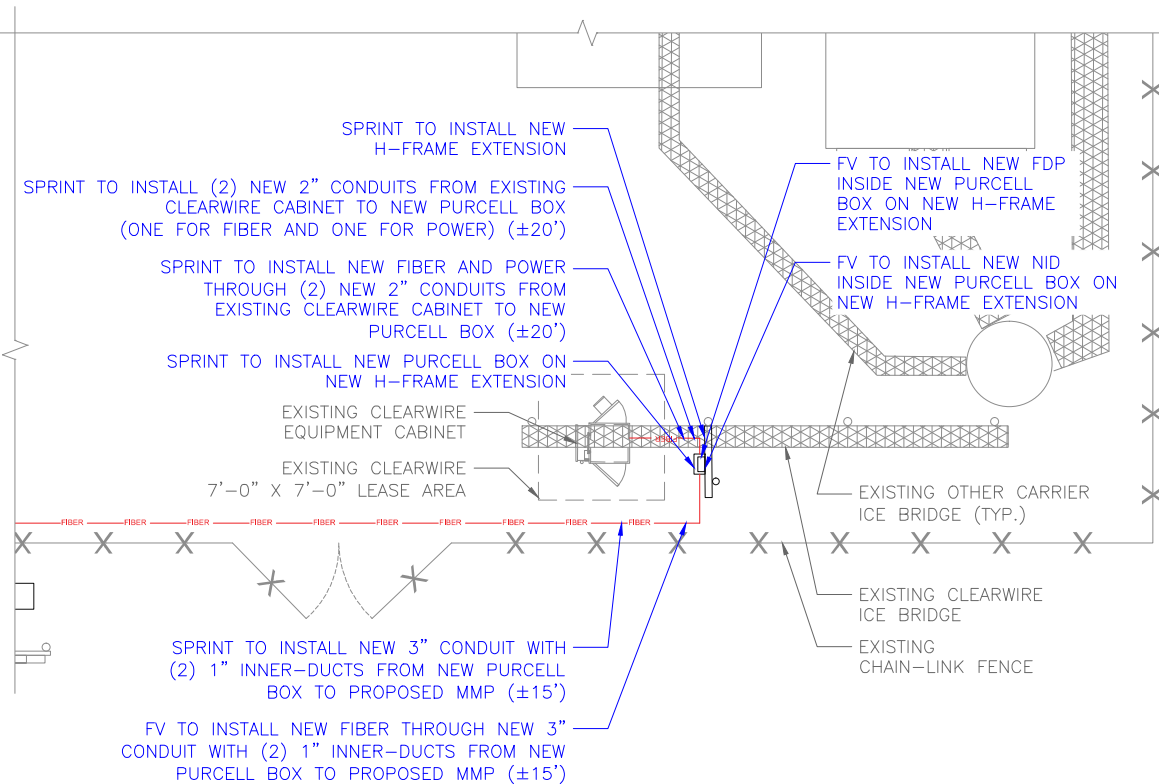 SPRINT TO INSTALL NEW
H-FRAME EXTENSION
SPRINT TO INSTALL (2) NEW 2" CONDUITS FROM EXISTING
CLEARWIRE CABINET TO NEW PURCELL BOX
(ONE FOR FIBER AND ONE FOR POWER) (±20')
SPRINT TO INSTALL NEW FIBER AND POWER
THROUGH (2) NEW 2" CONDUITS FROM
EXISTING CLEARWIRE CABINET TO NEW
PURCELL BOX (±20')
SPRINT TO INSTALL NEW PURCELL BOX ON
NEW H-FRAME EXTENSION
EXISTING CLEARWIRE
EQUIPMENT CABINET
EXISTING CLEARWIRE
7'-0" X 7'-0" LEASE AREA
FV TO INSTALL NEW FDP
INSIDE NEW PURCELL
BOX ON NEW H-FRAME
EXTENSION
FV TO INSTALL NEW NID
INSIDE NEW PURCELL BOX ON
NEW H-FRAME EXTENSION
FIBER
EXISTING OTHER CARRIER
ICE BRIDGE (TYP.)
FIBER FIBER FIBER FIBER FIBER FIBER FIBER FIBER FIBER FIBER
EXISTING CLEARWIRE
ICE BRIDGE
EXISTING
CHAIN-LINK FENCE
SPRINT TO INSTALL NEW 3" CONDUIT WITH
(2) 1" INNER-DUCTS FROM NEW PURCELL
BOX TO PROPOSED MMP (±15')
FV TO INSTALL NEW FIBER THROUGH NEW 3"
CONDUIT WITH (2) 1" INNER-DUCTS FROM NEW
PURCELL BOX TO PROPOSED MMP (±15')